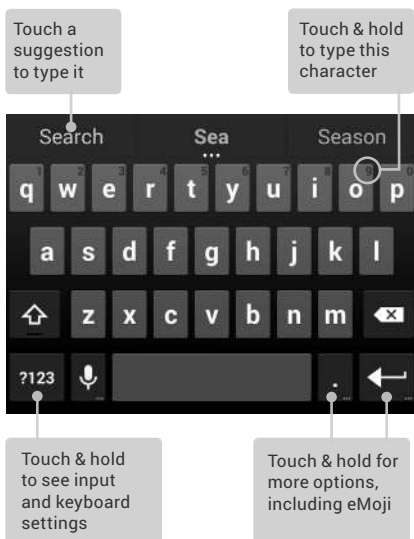 Touch a
suggestion
to type it
Touch & hold
to type this
character
Search Sea Season
1 2 3 4 5 6 7 8 9 0
q w e r t y u i o p
a s d f g h j k l
z x c v b n m
?123 .
Touch & hold
to see input
and keyboard
settings
Touch & hold for
more options,
including eMoji